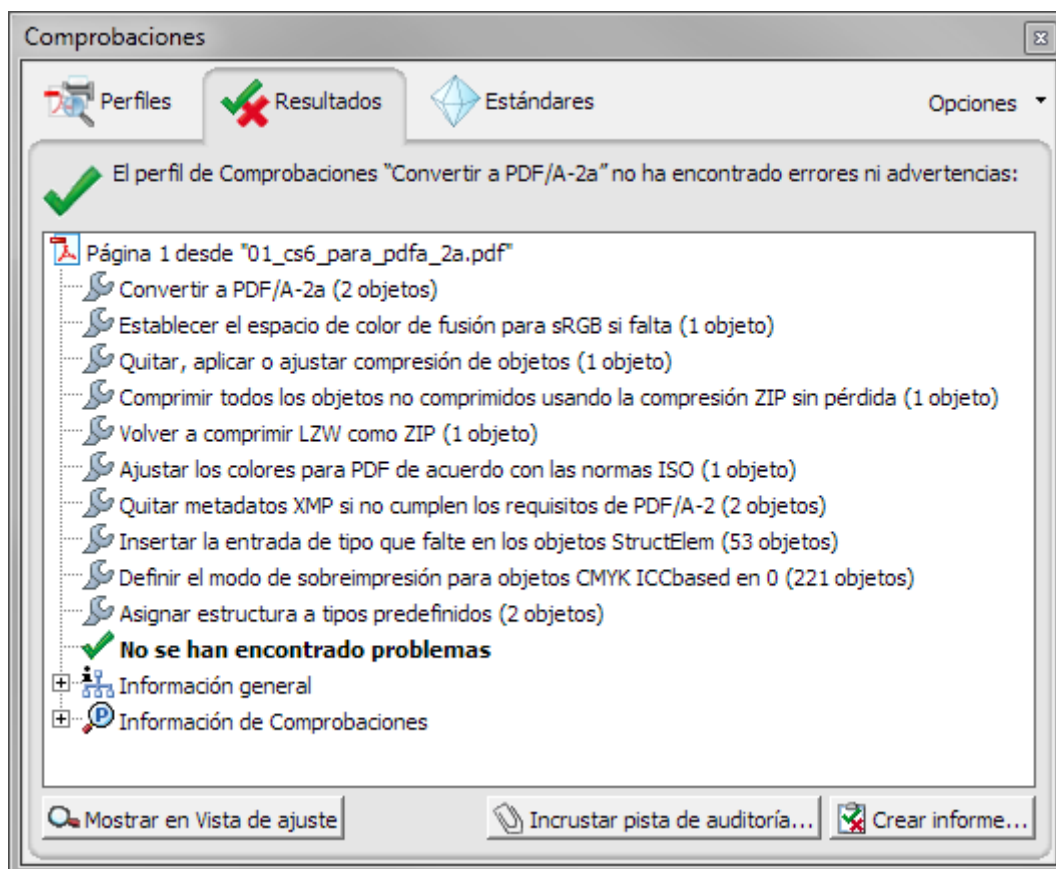 Comprobaciones
Perfiles
Resultados
Estándares
Opciones
El perfil de Comprobaciones "Convertir a PDF/A-2a" no ha encontrado errores ni advertencias:
Página 1 desde "01_cs6_para_pdfa_2a.pdf"
Convertir a PDF/A-2a (2 objetos)
Establecer el espacio de color de fusión para sRGB si falta (1 objeto)
Quitar, aplicar o ajustar compresión de objetos (1 objeto)
Comprimir todos los objetos no comprimidos usando la compresión ZIP sin pérdida (1 objeto)
Volver a comprimir LZW como ZIP (1 objeto)
Ajustar los colores para PDF de acuerdo con las normas ISO (1 objeto)
Quitar metadatos XMP si no cumplen los requisitos de PDF/A-2 (2 objetos)
Insertar la entrada de tipo que falte en los objetos StructElem (53 objetos)
Definir el modo de sobreimpresión para objetos CMYK ICCbased en 0 (221 objetos)
Asignar estructura a tipos predefinidos (2 objetos)
No se han encontrado problemas
Información general
Información de Comprobaciones
Mostrar en Vista de ajuste
Incrustar pista de auditoría...
Crear informe...